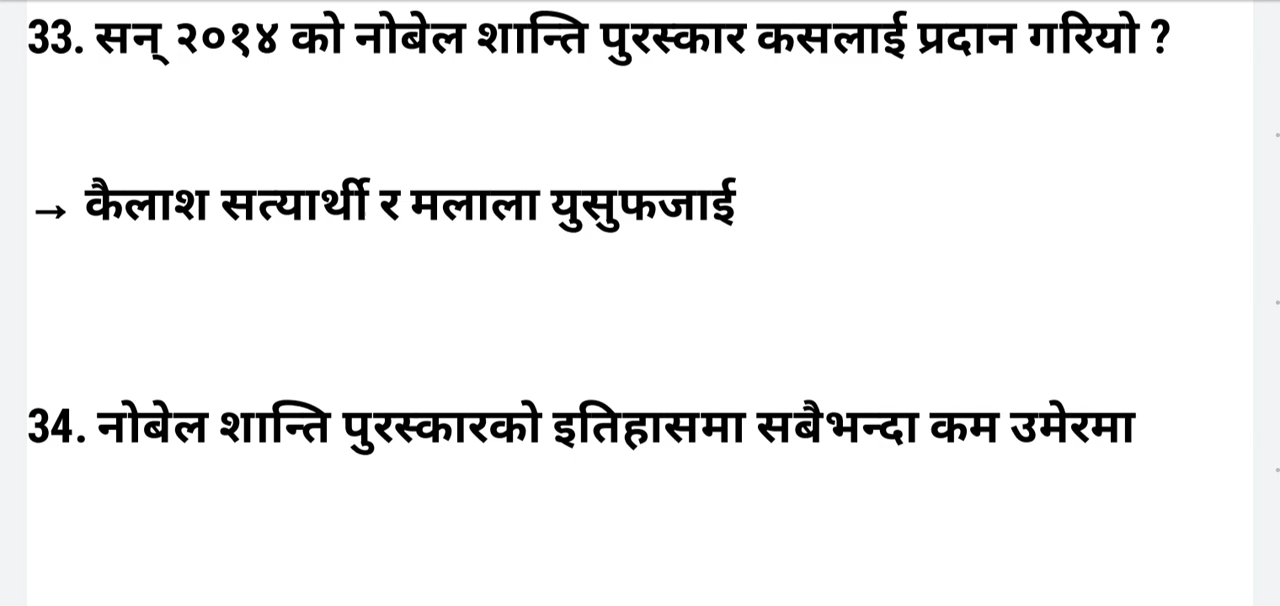 33. सन् २०१४ को नोबेल शान्ति पुरस्कार कसलाई प्रदान गरियो ?
→ कैलाश सत्यार्थी र मलाला युसुफजाई
34. नोबेल शान्ति पुरस्कारको इतिहासमा सबैभन्दा कम उमेरमा